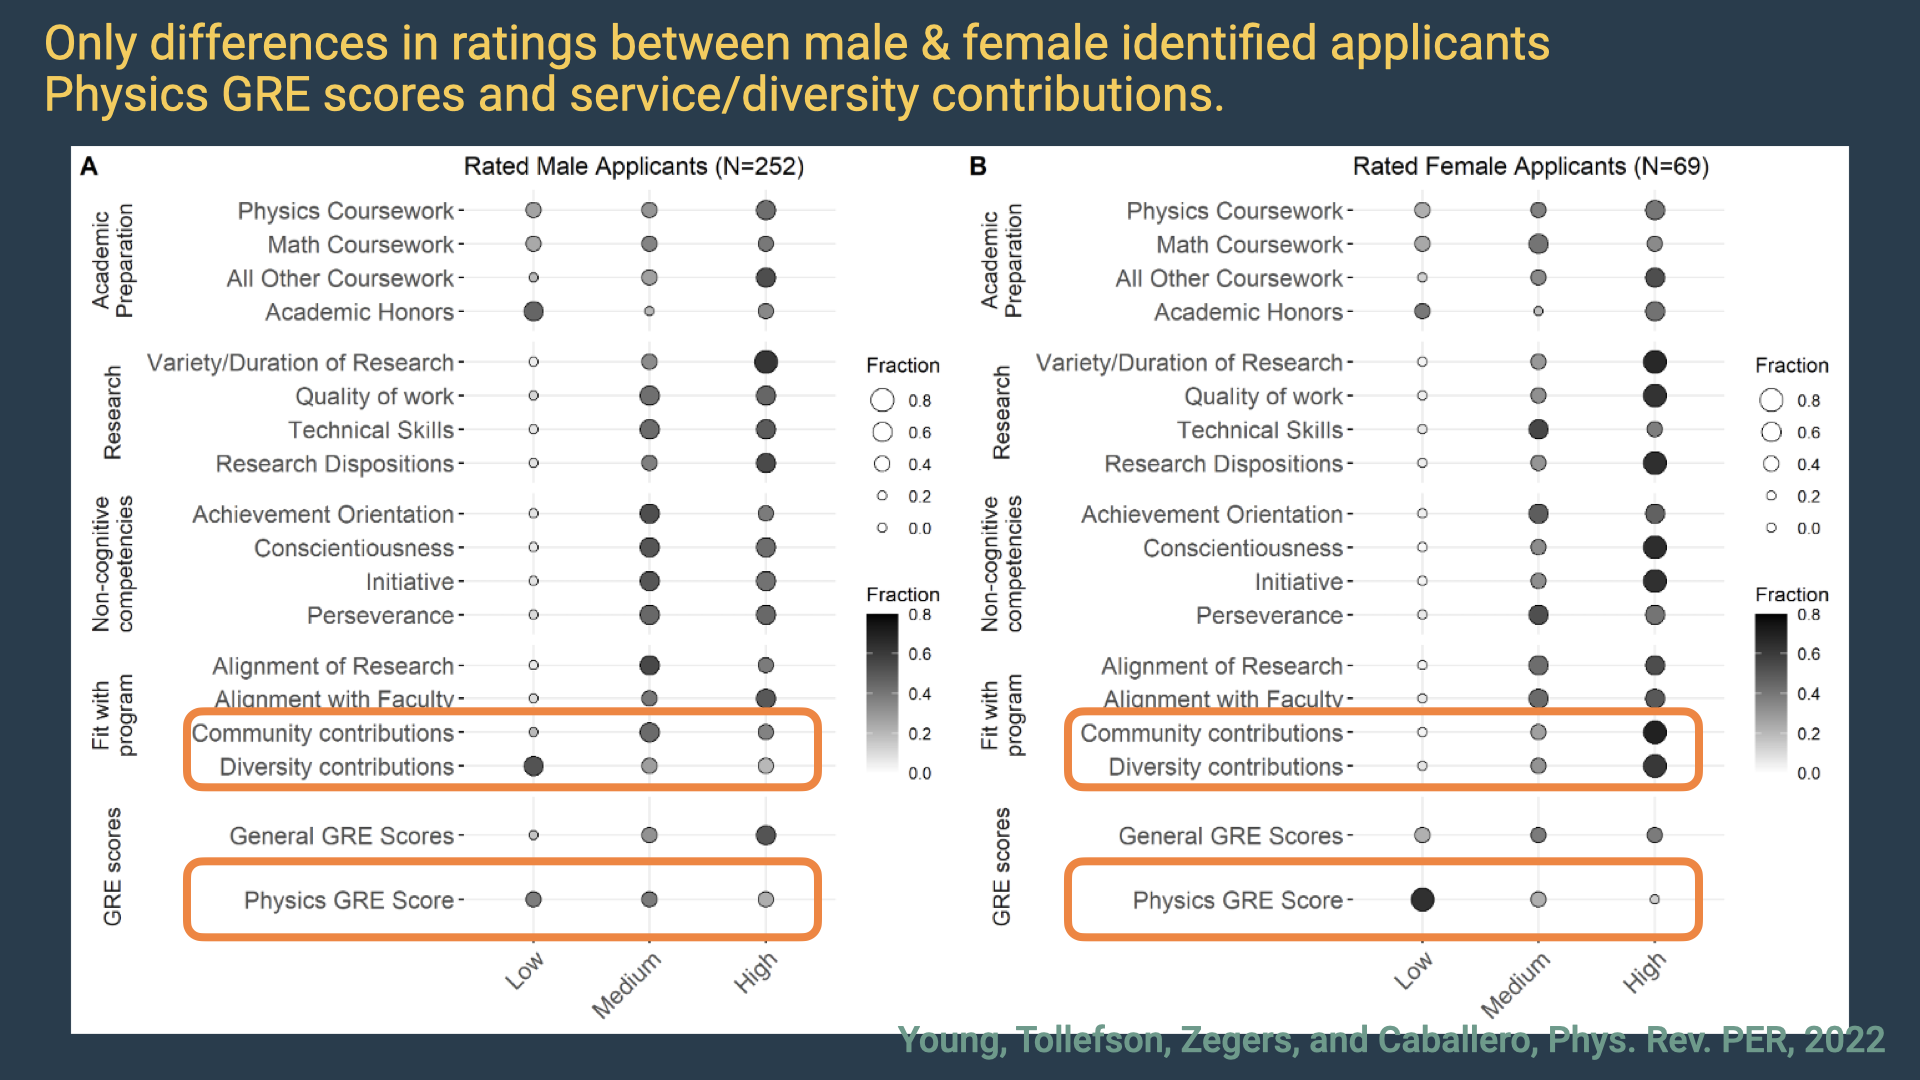 Only differences in ratings between male & female identified applicants
Physics GRE scores and service/diversity contributions.
A
Rated Male Applicants (N=252)
Academic
Preparation
Physics Coursework
Math Coursework
All Other Coursework
Academic Honors
Research
Variety/Duration of Research
Quality of work
Technical Skills
Research Dispositions
Non-cognitive
competencies
Achievement Orientation
Conscientiousness
Initiative
Perseverance
Fit with
program
Alignment of Research
Alignment with Faculty
Community contributions
Diversity contributions
GRE scores
General GRE Scores
Physics GRE Score
Low
Medium
High
Fraction
0.8
0.6
0.4
0.2
0.0
Fraction
0.8
0.6
0.4
0.2
0.0
B
Rated Female Applicants (N=69)
Academic
Preparation
Physics Coursework
Math Coursework
All Other Coursework
Academic Honors
Research
Variety/Duration of Research
Quality of work
Technical Skills
Research Dispositions
Non-cognitive
competencies
Achievement Orientation
Conscientiousness
Initiative
Perseverance
Fit with
program
Alignment of Research
Alignment with Faculty
Community contributions
Diversity contributions
GRE scores
General GRE Scores
Physics GRE Score
Low
Medium
High
Fraction
0.8
0.6
0.4
0.2
0.0
Fraction
0.8
0.6
0.4
0.2
0.0
Young, Tollefson, Zegers, and Caballero, Phys. Rev. PER, 2022